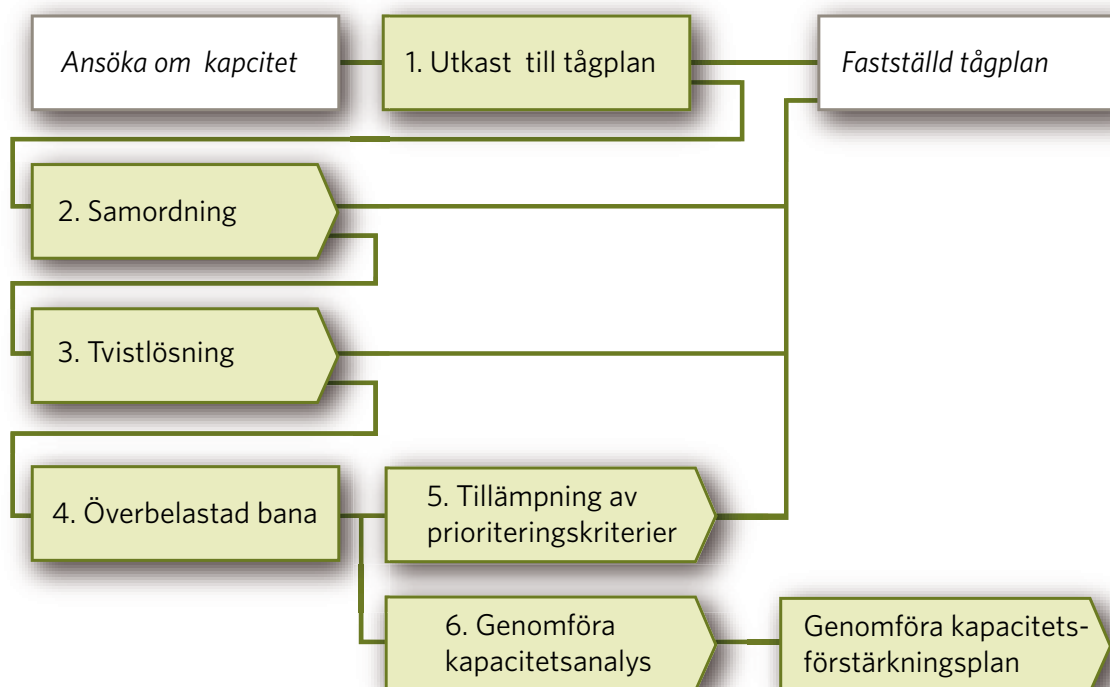 Ansöka om kapcitet
1. Utkast till tågplan
Fastställd tågplan
2. Samordning
3. Tvistlösning
4. Överbelastad bana
5. Tillämpning av
prioriteringskriterier
6. Genomföra
kapacitetsanalys
Genomföra kapacitets-
förstärkningsplan